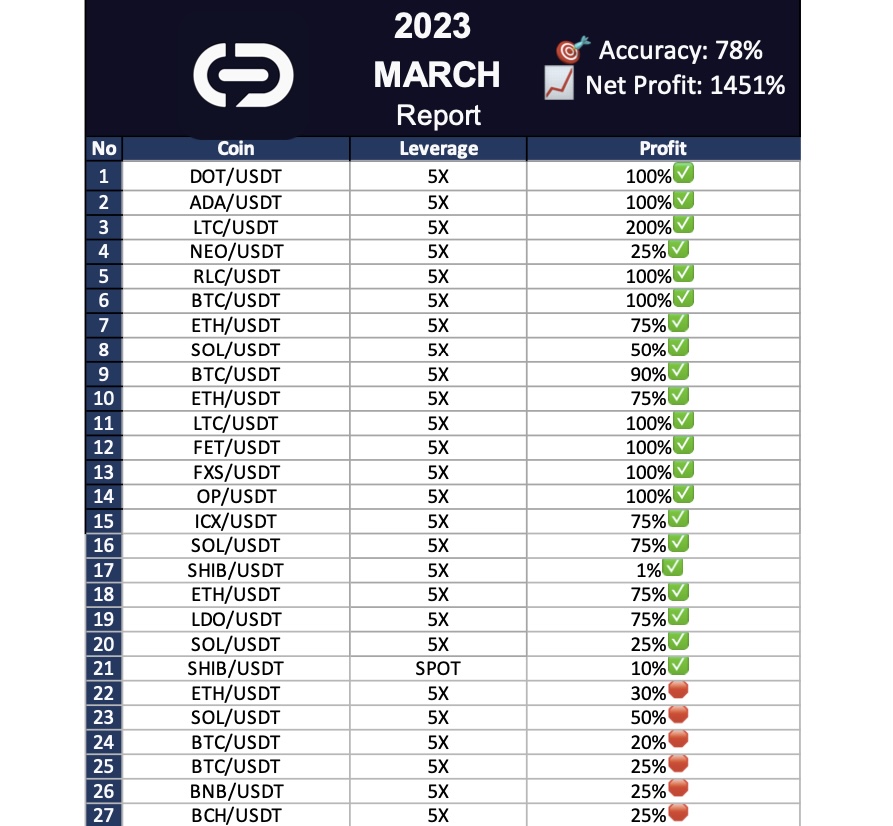 2023
MARCH
Report
🎯 Accuracy: 78%
📈 Net Profit: 1451%
No Coin Leverage Profit
1 DOT/USDT 5X 100%✅
2 ADA/USDT 5X 100%✅
3 LTC/USDT 5X 200%✅
4 NEO/USDT 5X 25%✅
5 RLC/USDT 5X 100%✅
6 BTC/USDT 5X 100%✅
7 ETH/USDT 5X 75%✅
8 SOL/USDT 5X 50%✅
9 BTC/USDT 5X 90%✅
10 ETH/USDT 5X 75%✅
11 LTC/USDT 5X 100%✅
12 FET/USDT 5X 100%✅
13 FXS/USDT 5X 100%✅
14 OP/USDT 5X 100%✅
15 ICX/USDT 5X 75%✅
16 SOL/USDT 5X 75%✅
17 SHIB/USDT 5X 1%✅
18 ETH/USDT 5X 75%✅
19 LDO/USDT 5X 75%✅
20 SOL/USDT 5X 25%✅
21 SHIB/USDT SPOT 10%✅
22 ETH/USDT 5X 30%🛑
23 SOL/USDT 5X 50%🛑
24 BTC/USDT 5X 20%🛑
25 BTC/USDT 5X 25%🛑
26 BNB/USDT 5X 25%🛑
27 BCH/USDT 5X 25%🛑